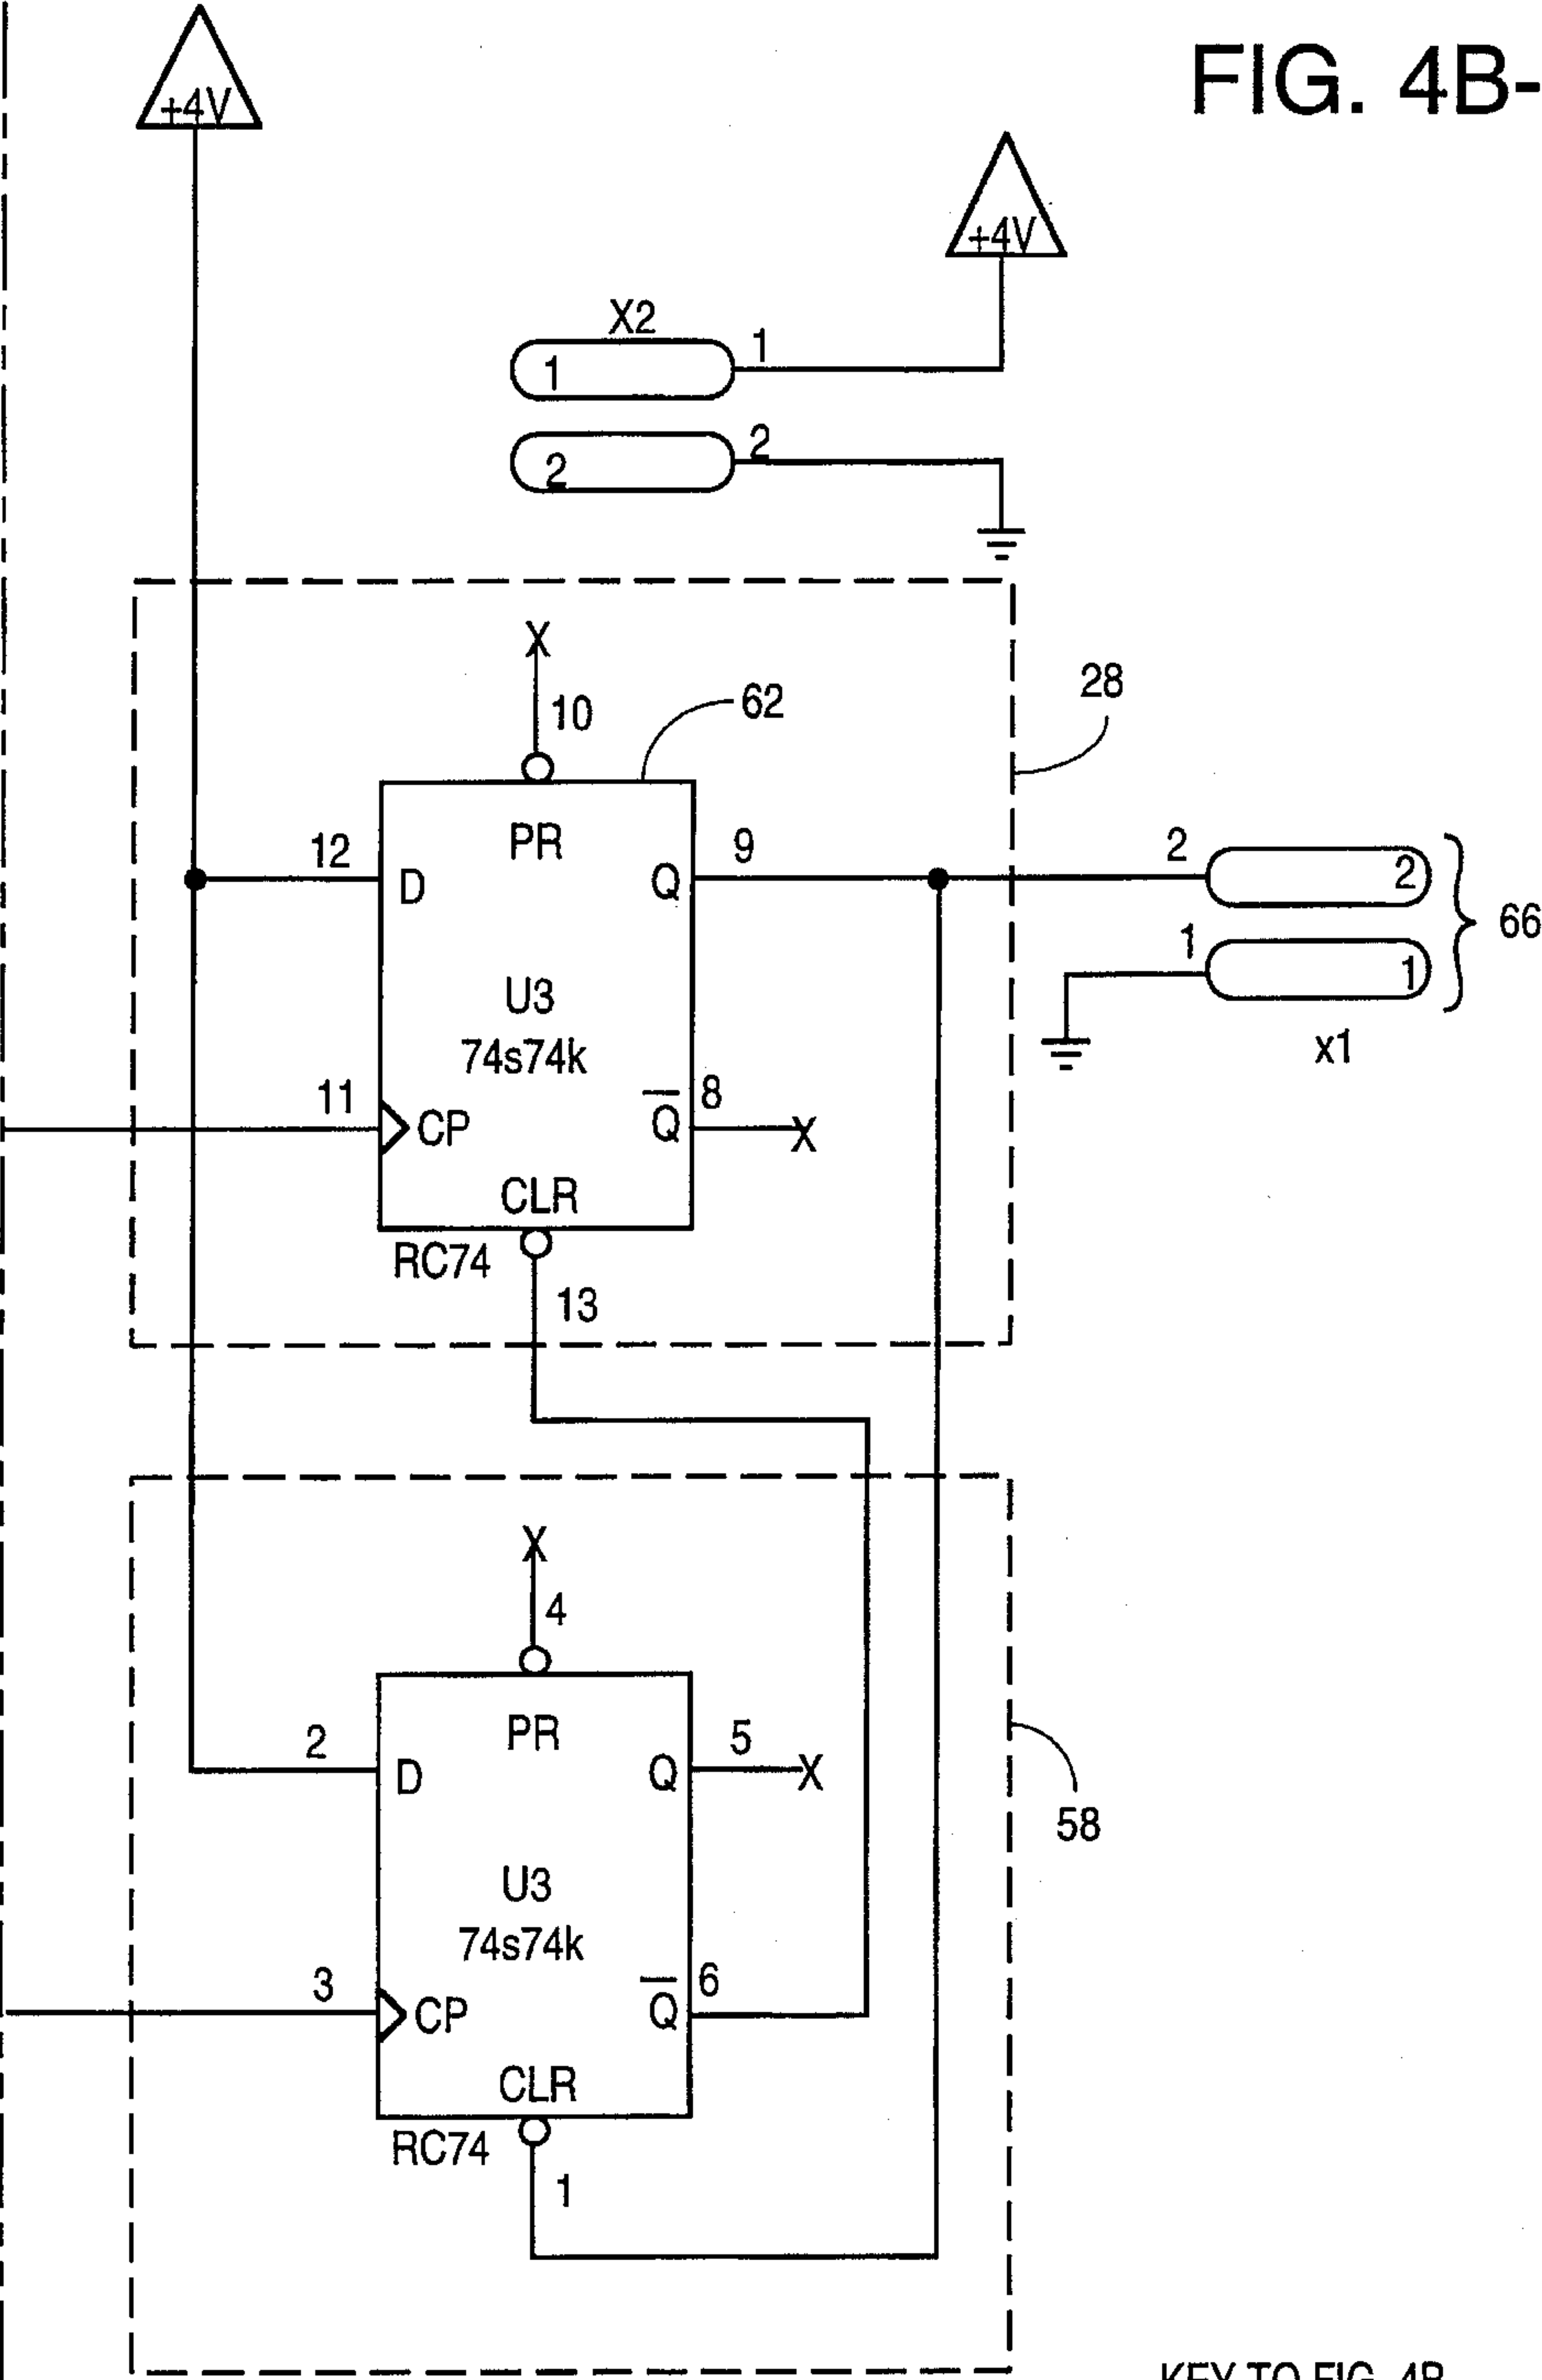 FIG. 4B-
+4V
+4V
X2
1 1
2 2
X
10
62
28
12
PR
9
2
2
D
Q
66
1
1
U3
74s74k
x1
11
CP
Q
8
X
CLR
RC74
13
X
4
2
PR
5
D
Q
X
58
U3
74s74k
3
CP
Q
6
CLR
RC74
1